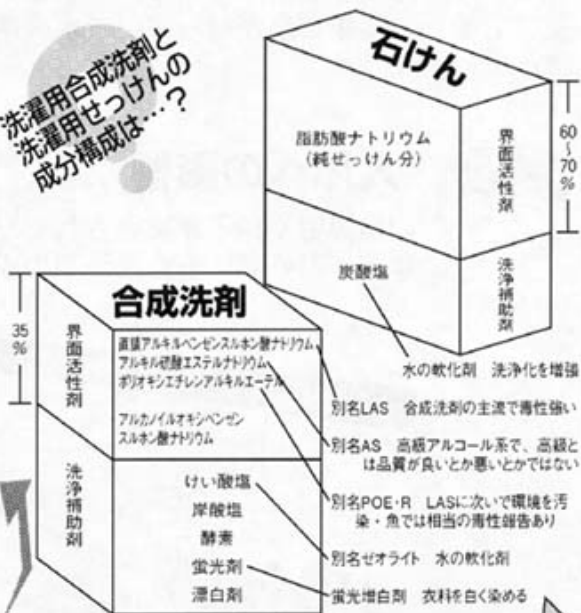 洗濯用合成洗剤と
洗濯用せっけんの
成分構成は…?
石けん
脂肪酸ナトリウム
(純せっけん分)
界面活性剤
60〜70%
炭酸塩
洗浄補助剤
水の軟化剤 洗浄化を増強
合成洗剤
35%
界面活性剤
直鎖アルキルベンゼンスルホン酸ナトリウム
アルキル硫酸エステルナトリウム
ポリオキシエチレンアルキルエーテル
アルカノイルオキシベンゼン
スルホン酸ナトリウム
洗浄補助剤
けい酸塩
岸酸塩
酵素
蛍光剤
漂白剤
別名LAS 合成洗剤の主流で毒性強い
別名AS 高級アルコール系で、高級と
は品質が良いとか悪いとかではない
別名POE・R LASに次いで環境を汚
染・魚では相当の毒性報告あり
別名ゼオライト 水の軟化剤
蛍光増白剤 衣料を白く染める